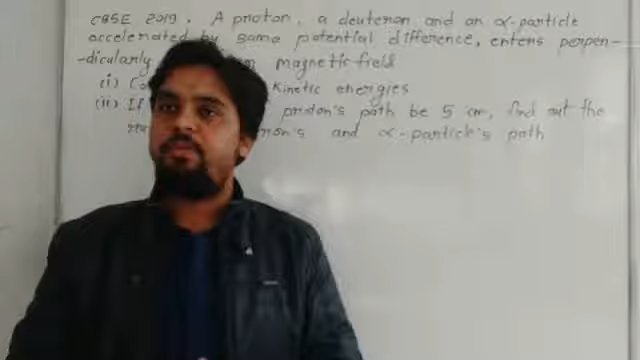 CBSE 2019. A proton, a deuteron and an α-particle
accelerated by same potential difference, enters perpen-
-dicularly magnetic field
(i) kinetic energies
(ii) If proton's path be 5 cm, find out the
and α-particle's path